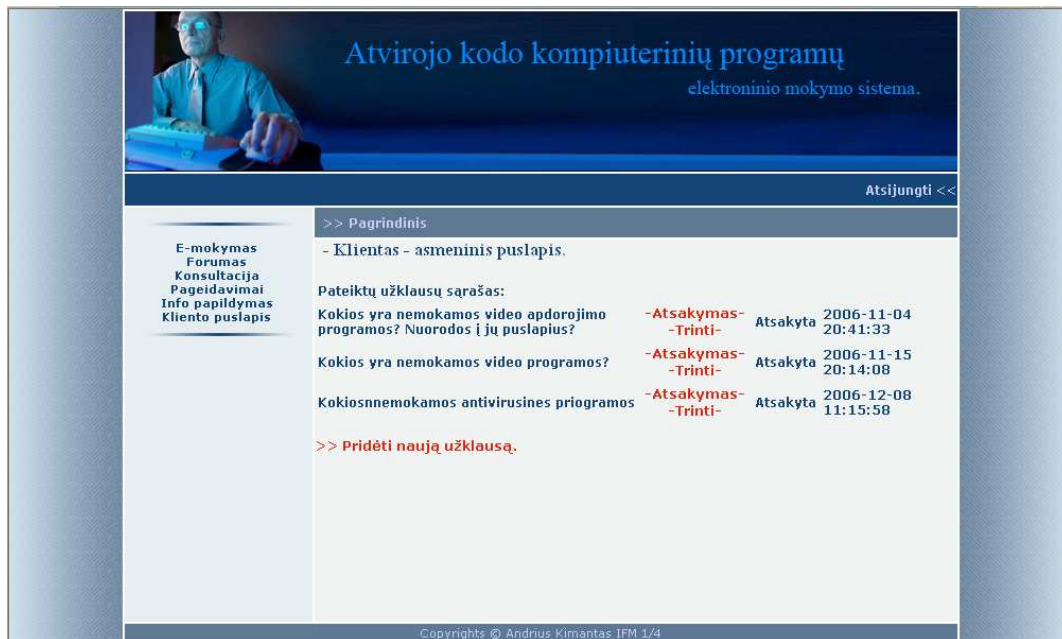 Atvirojo kodo kompiuterinių programų
elektroninio mokymo sistema.
Atsijungti <<
E-mokymas
Forumas
Konsultacija
Pageidavimai
Info papildymas
Kliento puslapis
>> Pagrindinis
- Klientas - asmeninis puslapis.
Pateiktų užklausų sąrašas:
Kokios yra nemokamos video apdorojimo
programos? Nuorodos į jų puslapius?
-Atsakymas-
-Trinti-
Atsakyta
2006-11-04
20:41:33
Kokios yra nemokamos video programos?
-Atsakymas-
-Trinti-
Atsakyta
2006-11-15
20:14:08
Kokiosnnemokamos antivirusines priogramos
-Atsakymas-
-Trinti-
Atsakyta
2006-12-08
11:15:58
>> Pridėti naują užklausą.
Copyrights © Andrius Kimantas IFM 1/4